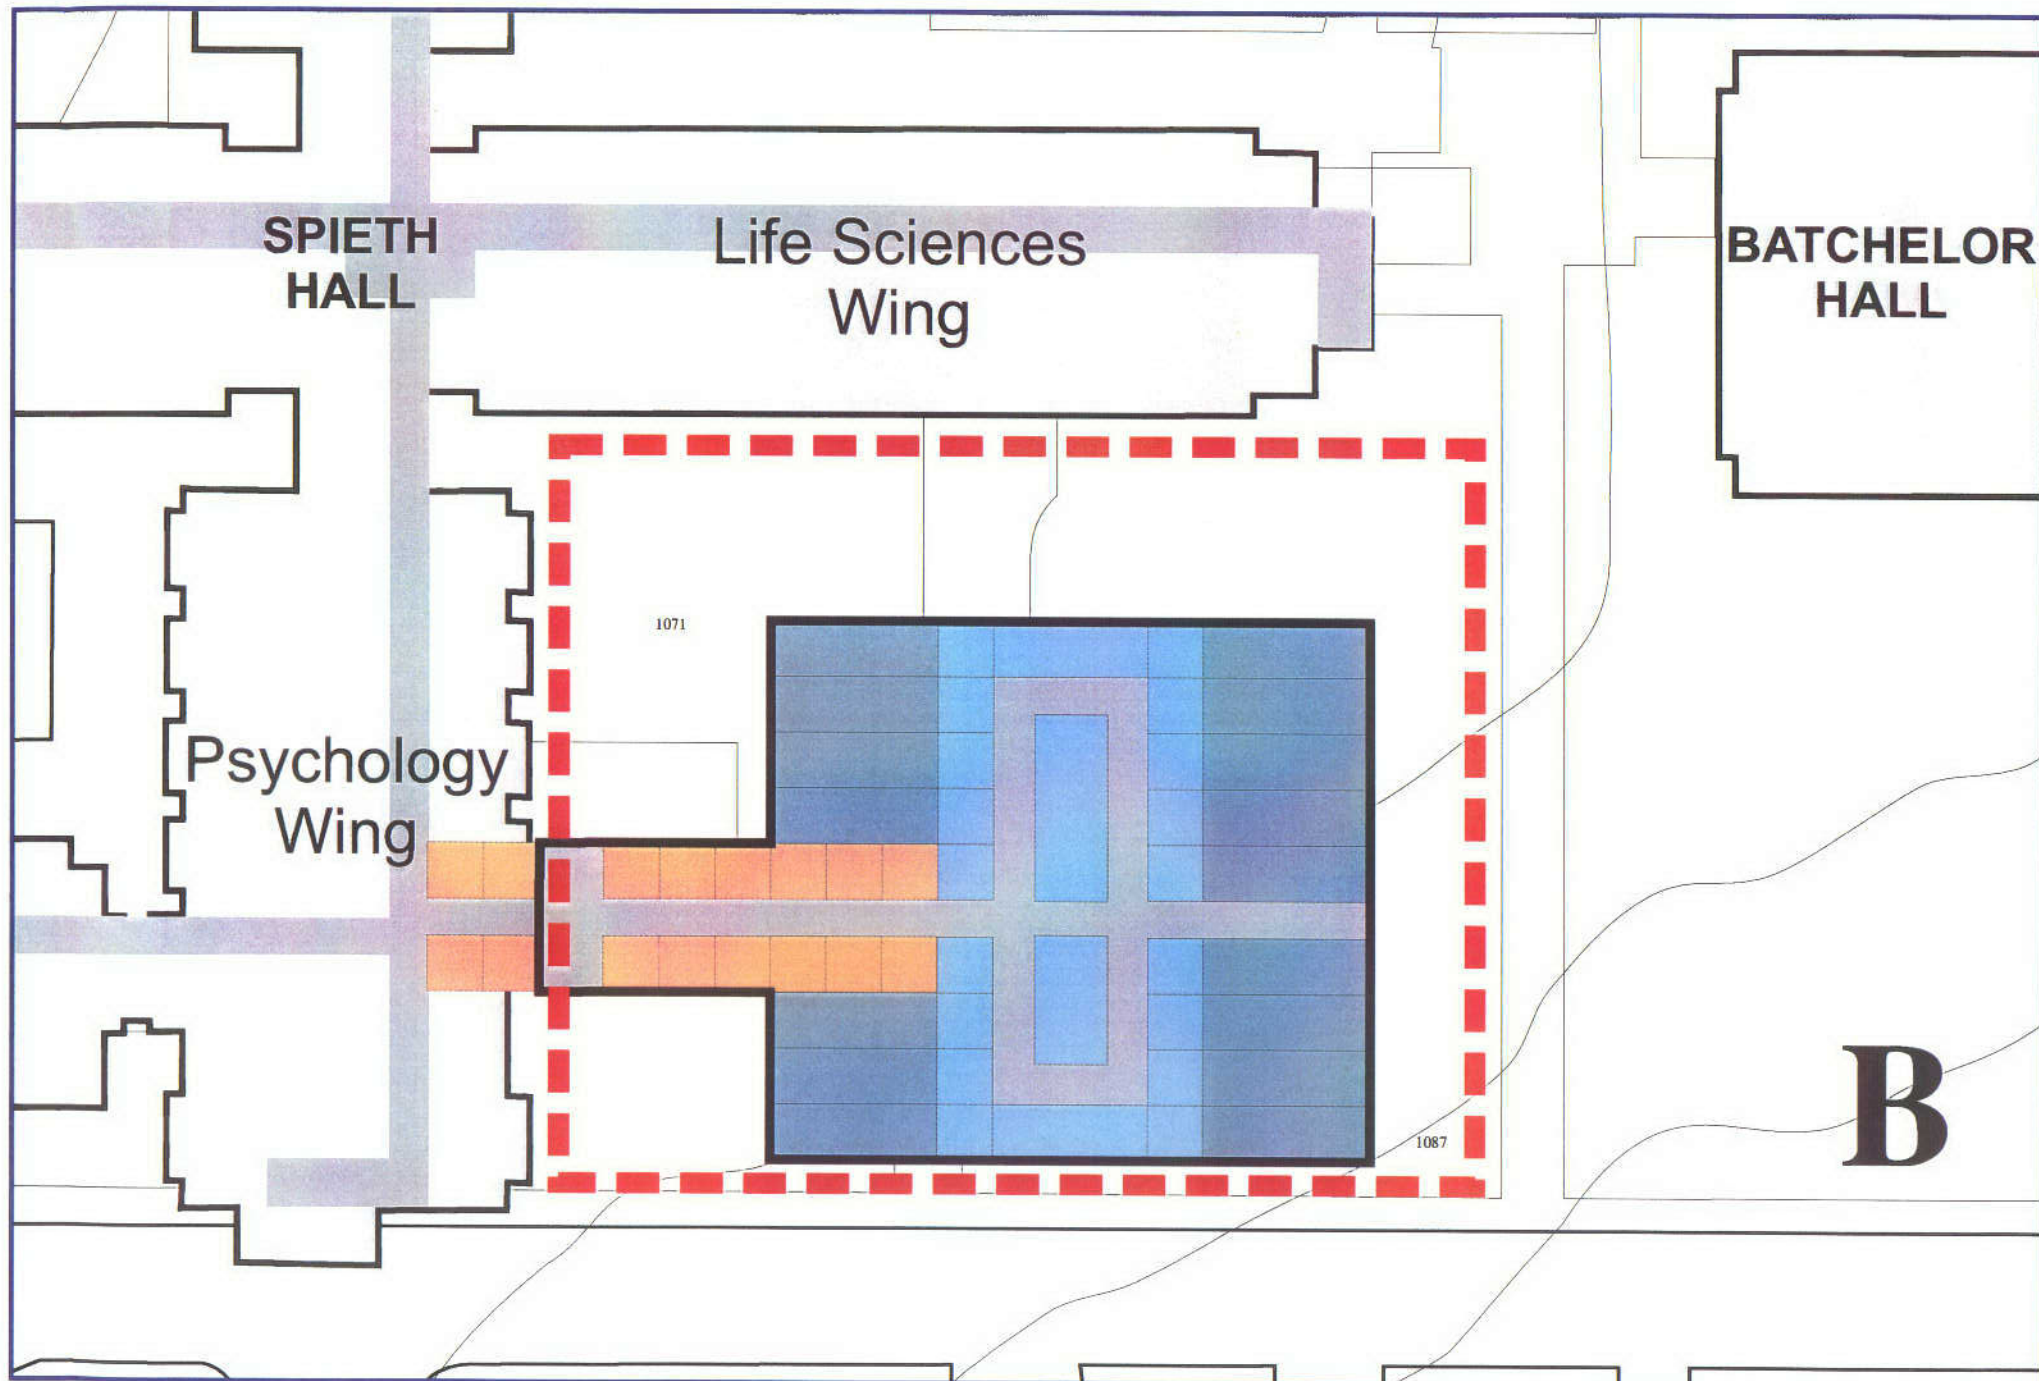 SPIETH
HALL
Life Sciences
Wing
BATCHELOR
HALL
1071
Psychology
Wing
1087
B